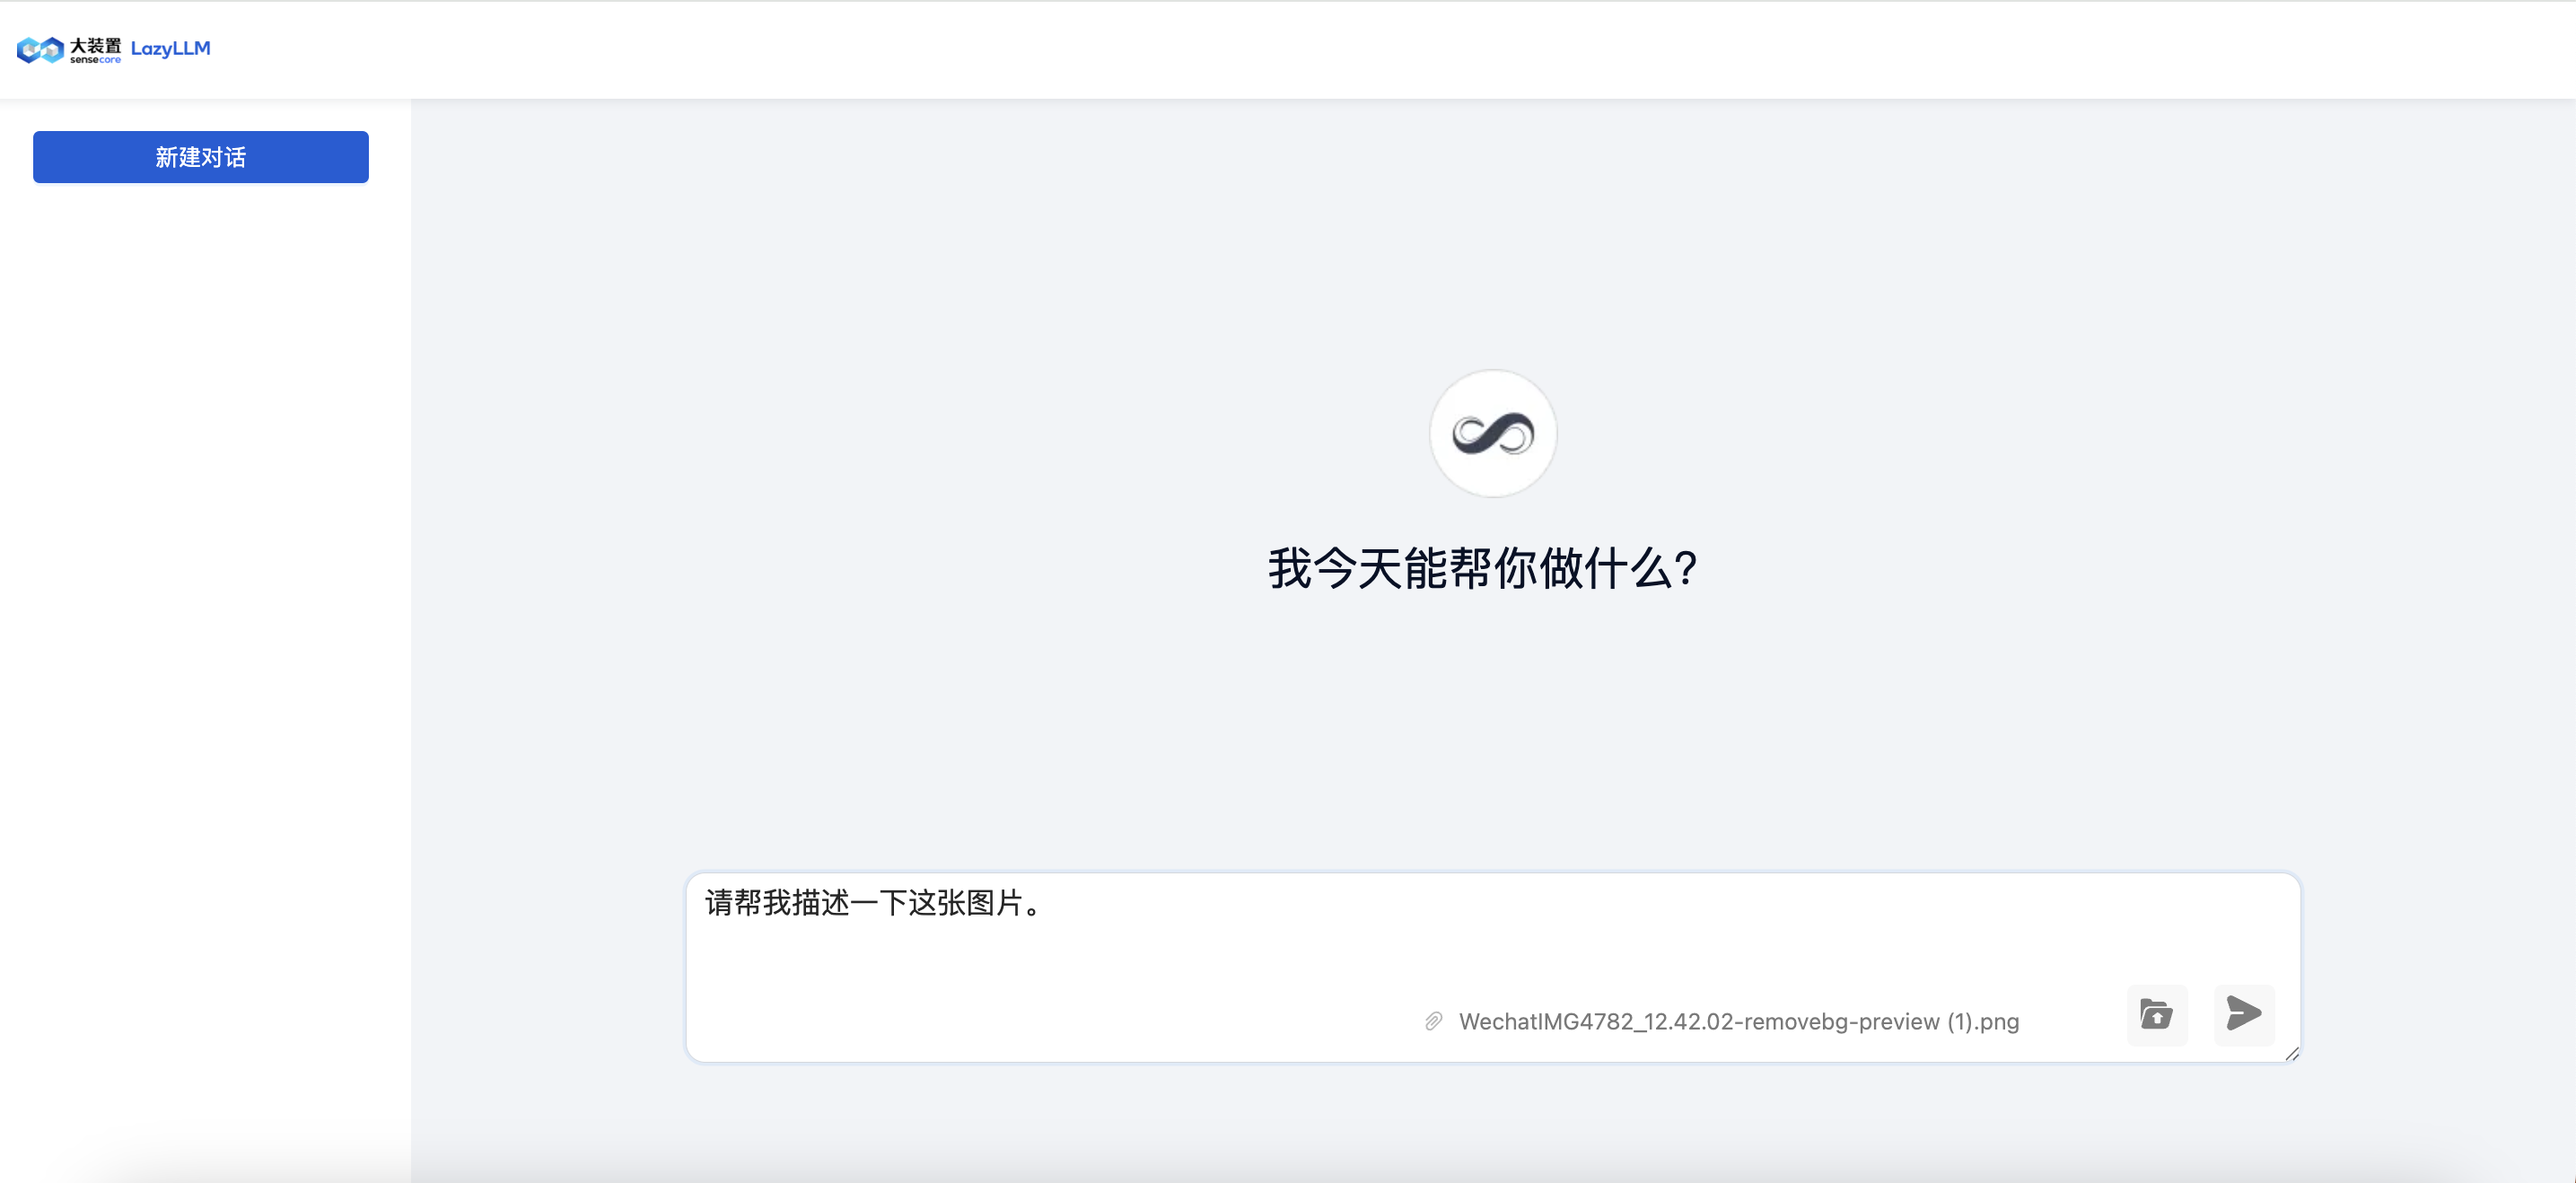 大装置
sensecore
LazyLLM
新建对话
我今天能帮你做什么?
请帮我描述一下这张图片。
WechatIMG4782_12.42.02-removebg-preview (1).png